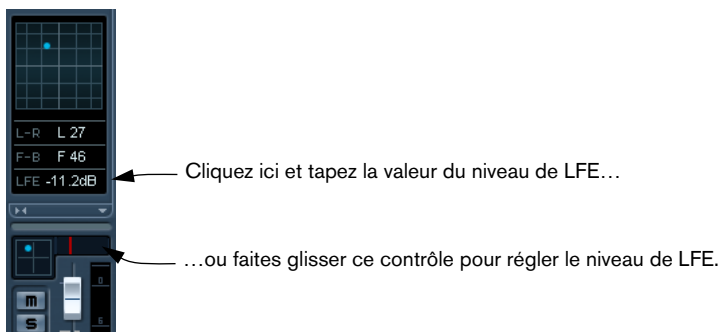 L-R L 27
F-B F 46
LFE -11.2dB
Cliquez ici et tapez la valeur du niveau de LFE…
…ou faites glisser ce contrôle pour régler le niveau de LFE.
0
m
S
6